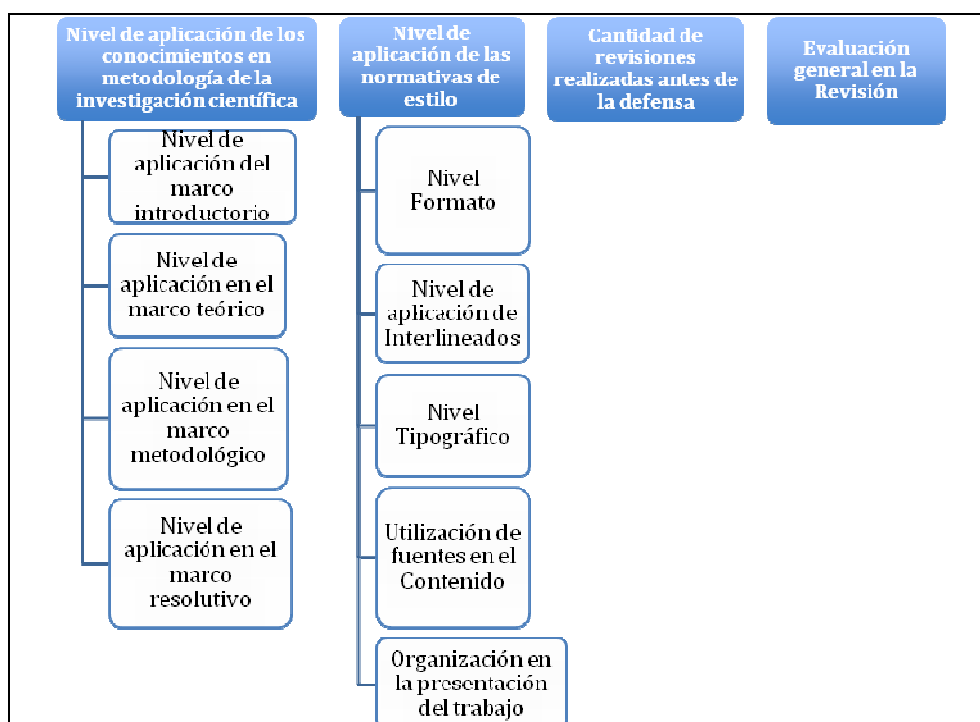 Nivel de aplicación de los
conocimientos en
metodología de la
investigación científica
Nivel de
aplicación del
marco
introductorio
Nivel de
aplicación en el
marco teórico
Nivel de
aplicación en el
marco
metodológico
Nivel de
aplicación en el
marco
resolutivo
Nivel de
aplicación de las
normativas de
estilo
Nivel
Formato
Nivel de
aplicación de
Interlineados
Nivel
Tipográfico
Utilización de
fuentes en el
Contenido
Organización en
la presentación
del trabajo
Cantidad de
revisiones
realizadas antes de
la defensa
Evaluación
general en la
Revisión